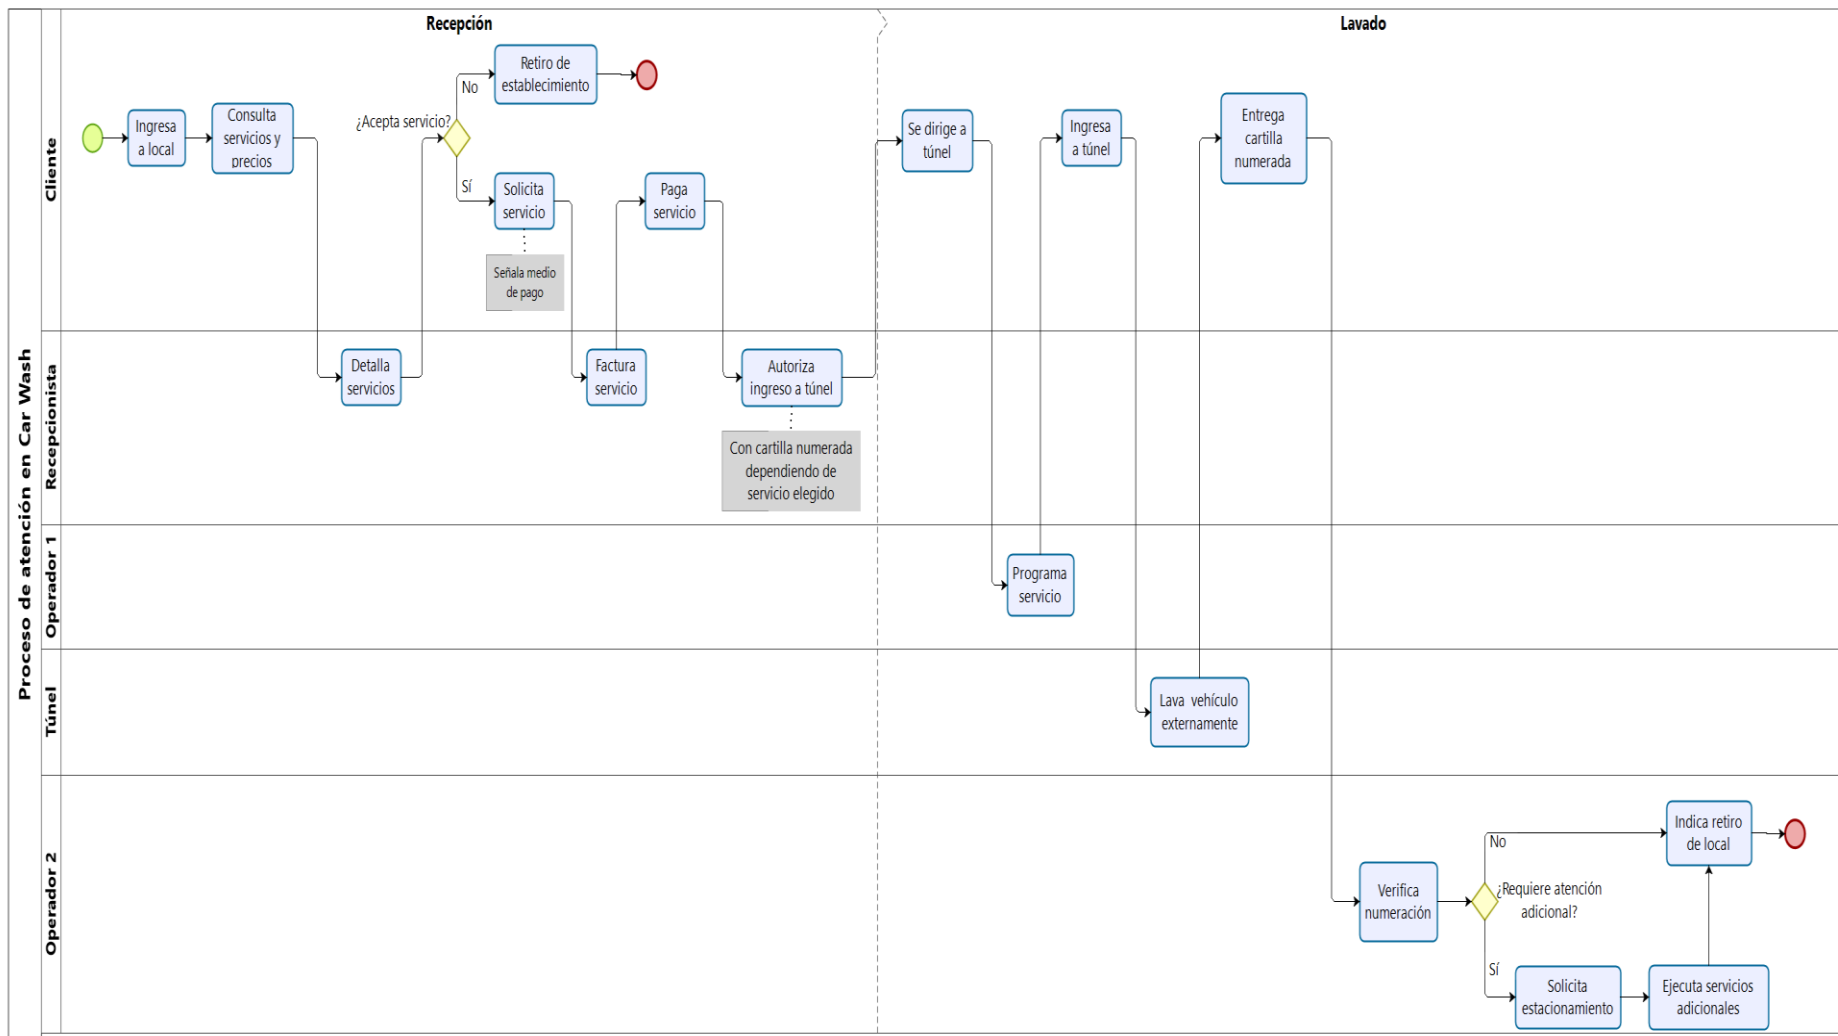 Proceso de atención en Car Wash
Recepción
Lavado
Cliente
Ingresa
a local
Consulta
servicios y
precios
¿Acepta servicio?
No
Retiro de
establecimiento
Sí
Solicita
servicio
Señala medio
de pago
Paga
servicio
Se dirige a
túnel
Ingresa
a túnel
Entrega
cartilla
numerada
Recepcionista
Detalla
servicios
Factura
servicio
Autoriza
ingreso a túnel
Con cartilla numerada
dependiendo de
servicio elegido
Operador 1
Programa
servicio
Túnel
Lava vehículo
externamente
Operador 2
Verifica
numeración
¿Requiere atención
adicional?
No
Indica retiro
de local
Sí
Solicita
estacionamiento
Ejecuta servicios
adicionales